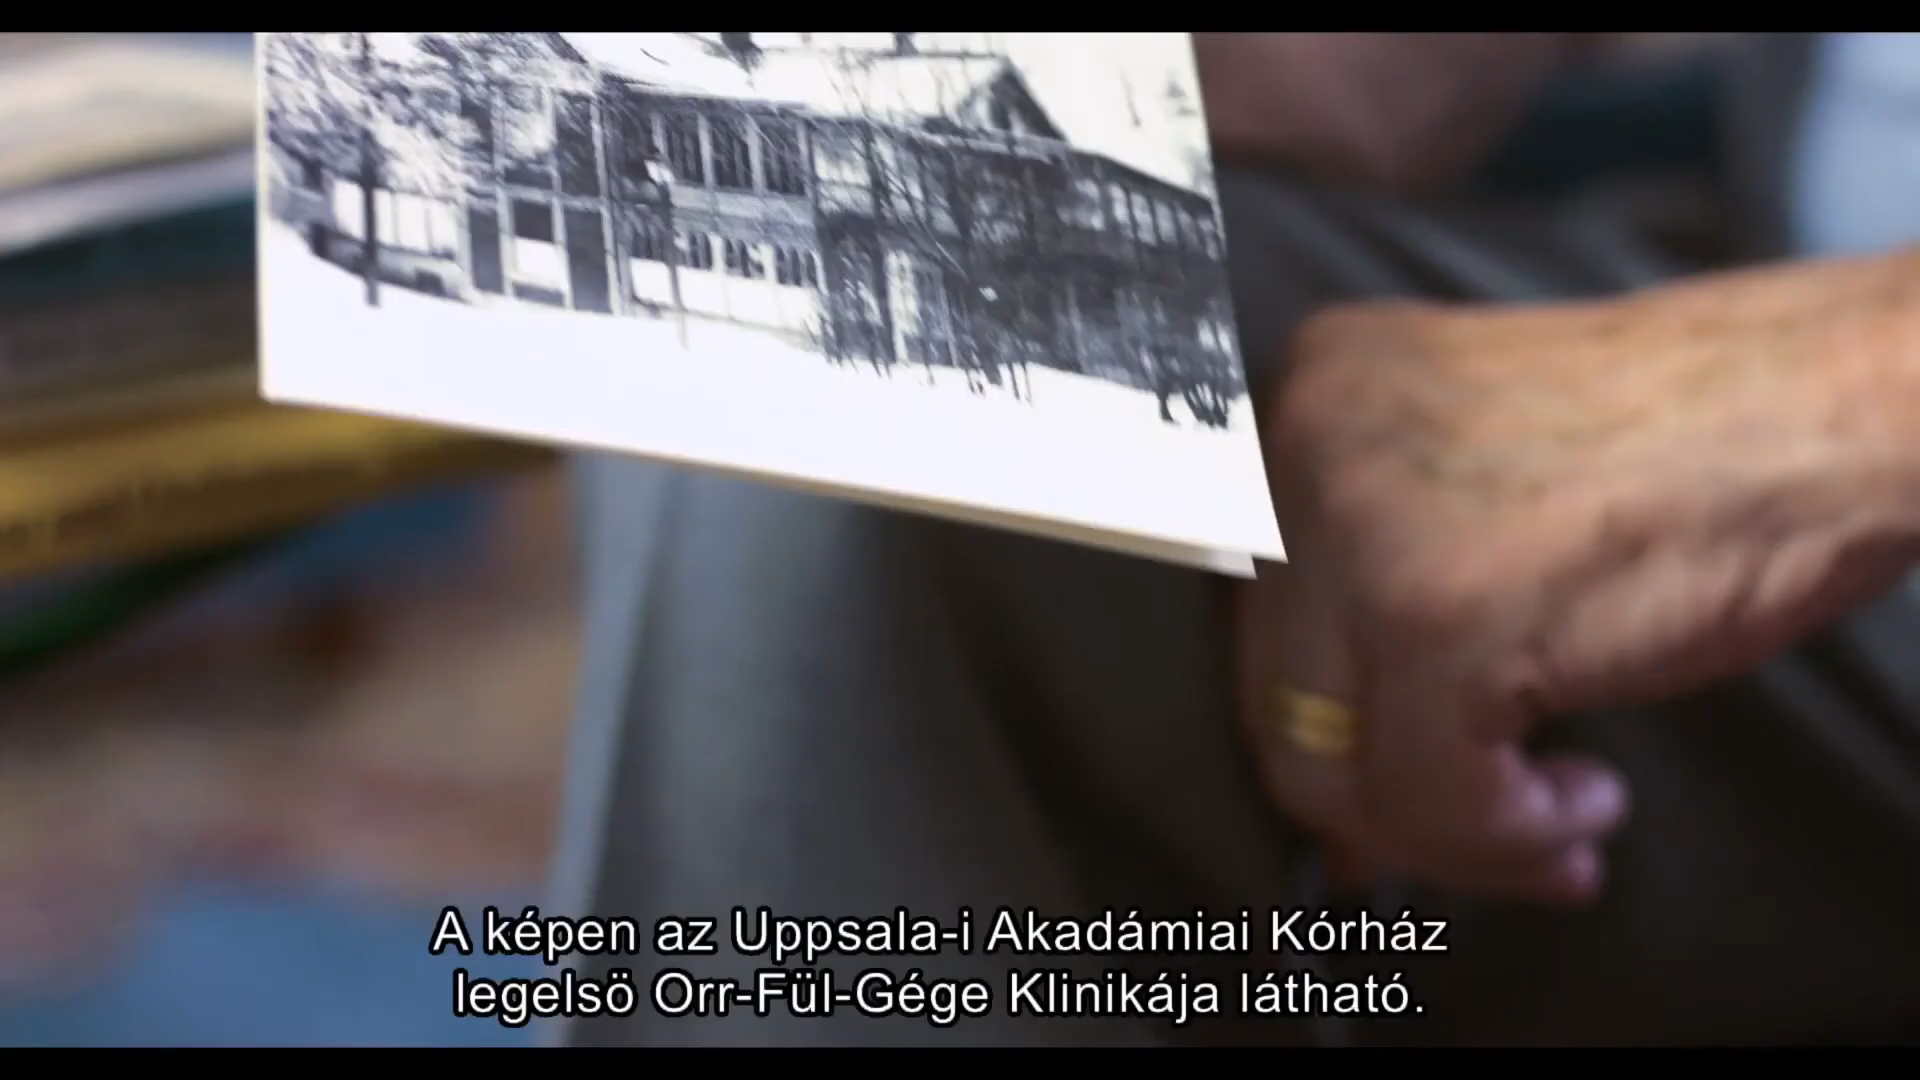 A képen az Uppsala-i Akadámiai Kórház
legelsö Orr-Fül-Gége Klinikája látható.